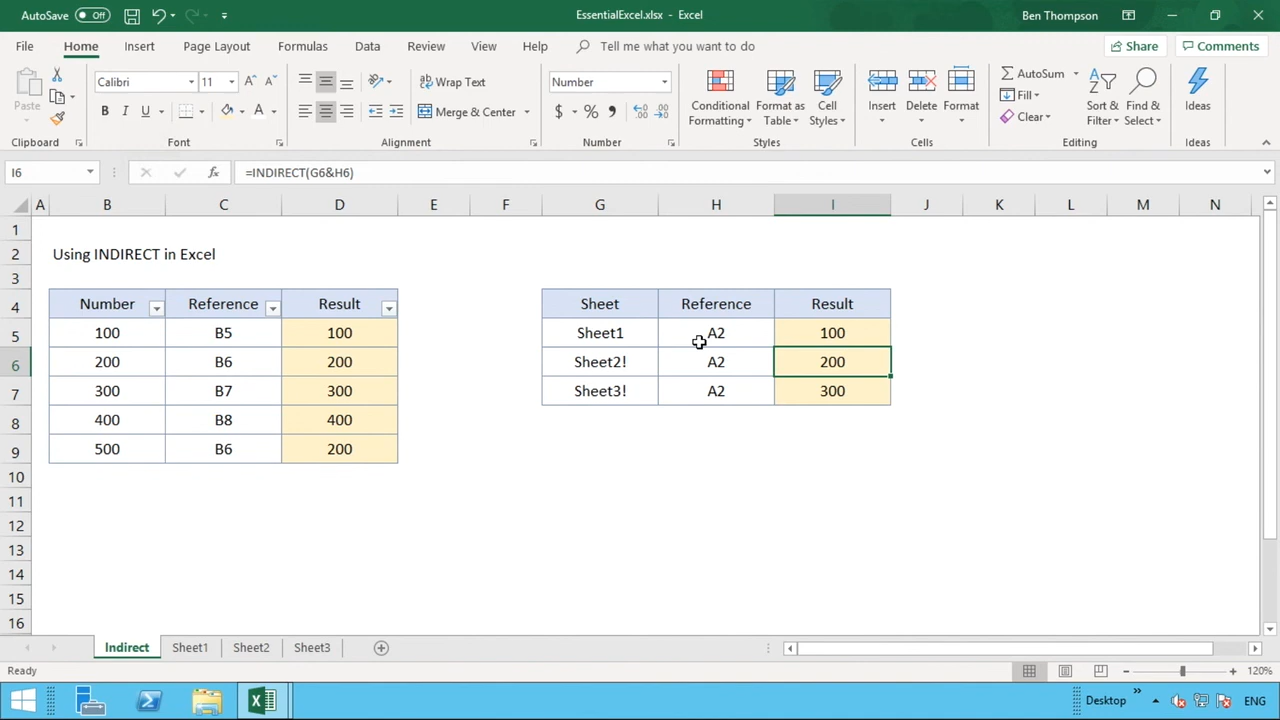 AutoSave Off EssentialExcel.xlsx - Excel Ben Thompson
File Home Insert Page Layout Formulas Data Review View Help Tell me what you want to do Share Comments
Paste Calibri 11 A A Wrap Text Number Conditional Formatting Format as Table Cell Styles Insert Delete Format AutoSum Fill Clear Sort & Filter Find & Select Ideas
B I U A Merge & Center $ % ,
Clipboard Font Alignment Number Styles Cells Editing Ideas
I6 fx =INDIRECT(G6&H6)
A B C D E F G H I J K L M N
1
2 Using INDIRECT in Excel
3
4 Number Reference Result Sheet Reference Result
5 100 B5 100 Sheet1 A2 100
6 200 B6 200 Sheet2! A2 200
7 300 B7 300 Sheet3! A2 300
8 400 B8 400
9 500 B6 200
10
11
12
13
14
15
16
Indirect Sheet1 Sheet2 Sheet3
Ready 120%
Desktop ENG